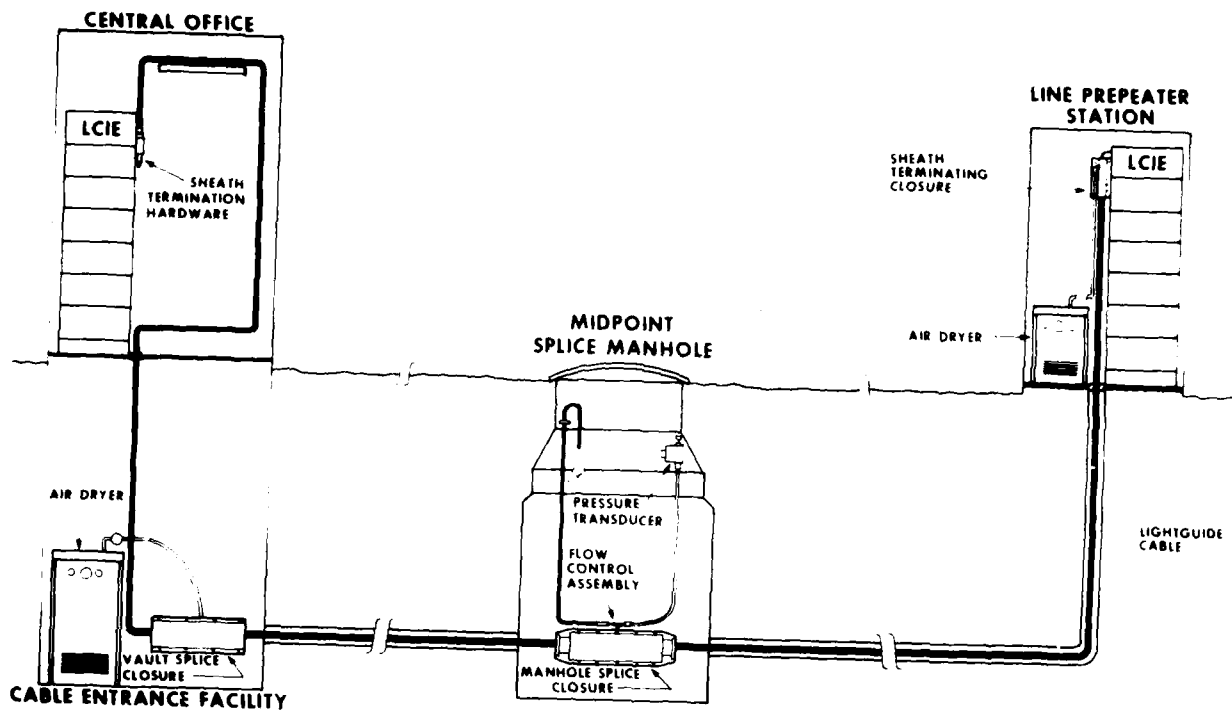 CENTRAL OFFICE
LCIE
SHEATH
TERMINATION
HARDWARE
LINE PREPEATER
STATION
SHEATH
TERMINATING
CLOSURE
LCIE
AIR DRYER
MIDPOINT
SPLICE MANHOLE
AIR DRYER
PRESSURE
TRANSDUCER
FLOW
CONTROL
ASSEMBLY
LIGHTGUIDE
CABLE
VAULT SPLICE
CLOSURE
MANHOLE SPLICE
CLOSURE
CABLE ENTRANCE FACILITY